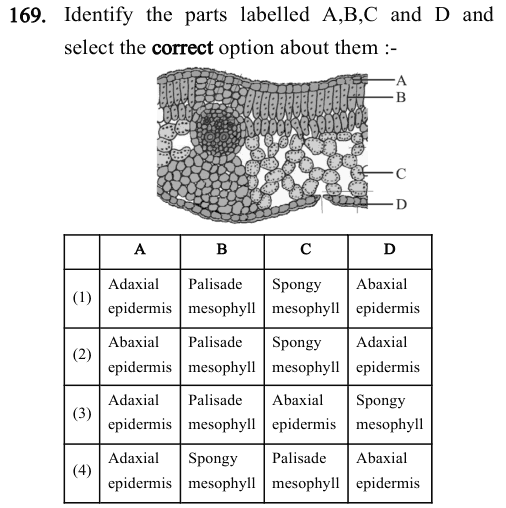 169. Identify the parts labelled A,B,C and D and
select the correct option about them :-
A
B
C
D
A B C D
(1) Adaxial epidermis Palisade mesophyll Spongy mesophyll Abaxial epidermis
(2) Abaxial epidermis Palisade mesophyll Spongy mesophyll Adaxial epidermis
(3) Adaxial epidermis Palisade mesophyll Abaxial epidermis Spongy mesophyll
(4) Adaxial epidermis Spongy mesophyll Palisade mesophyll Abaxial epidermis